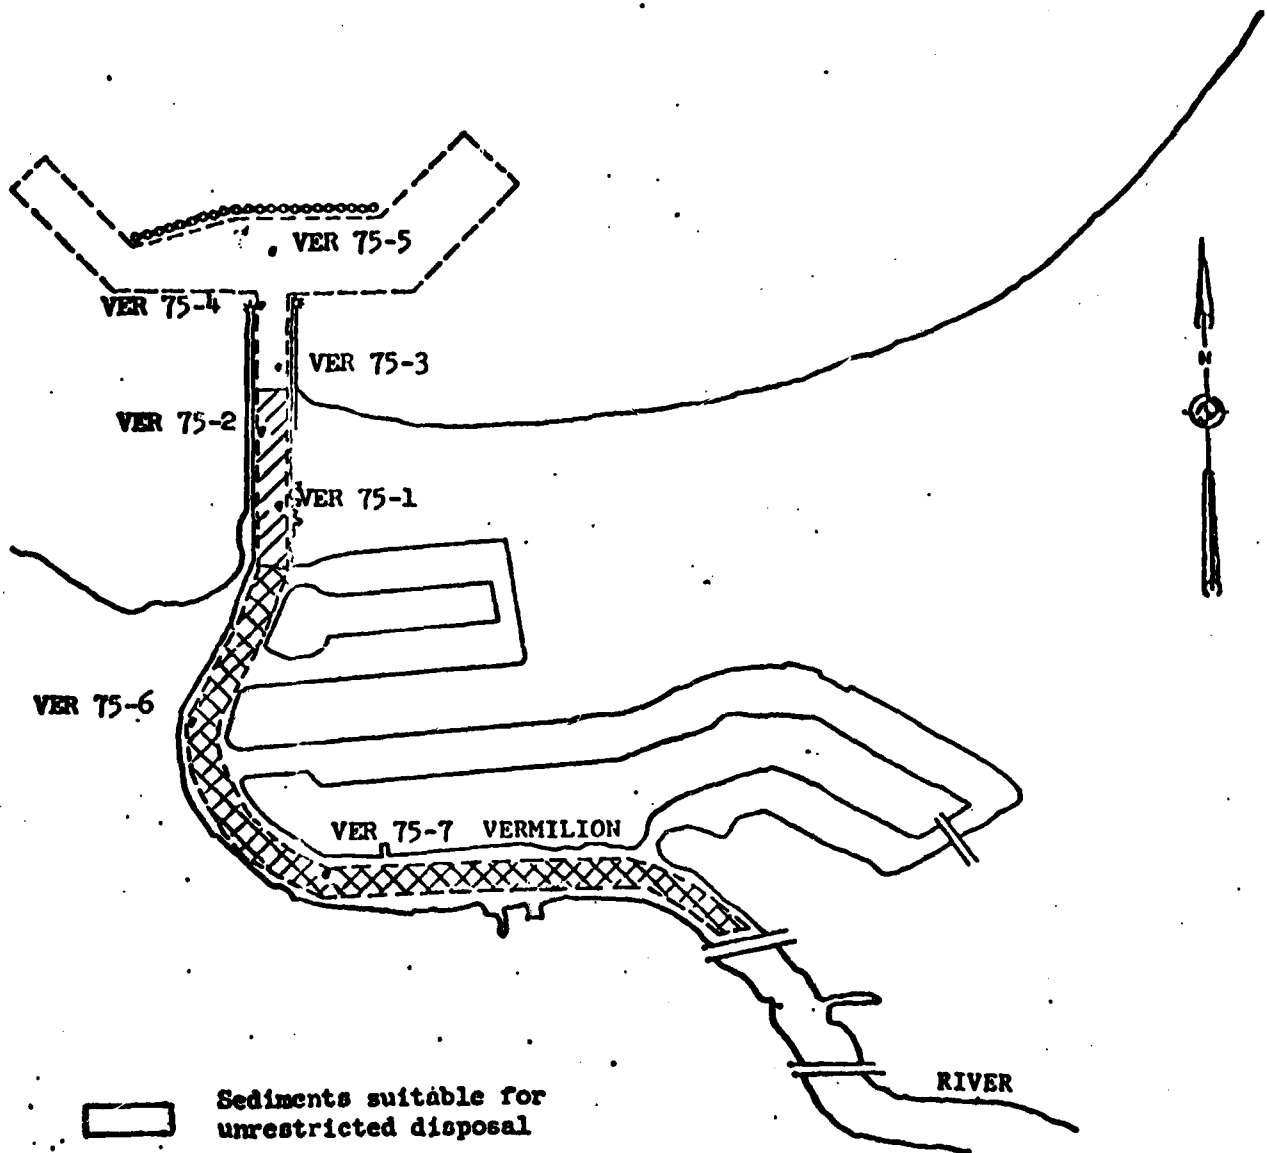 VER 75-5
VER 75-4
VER 75-3
VER 75-2
VER 75-1
N
VER 75-6
VER 75-7 VERMILION
RIVER
Sediments suitable for
unrestricted disposal